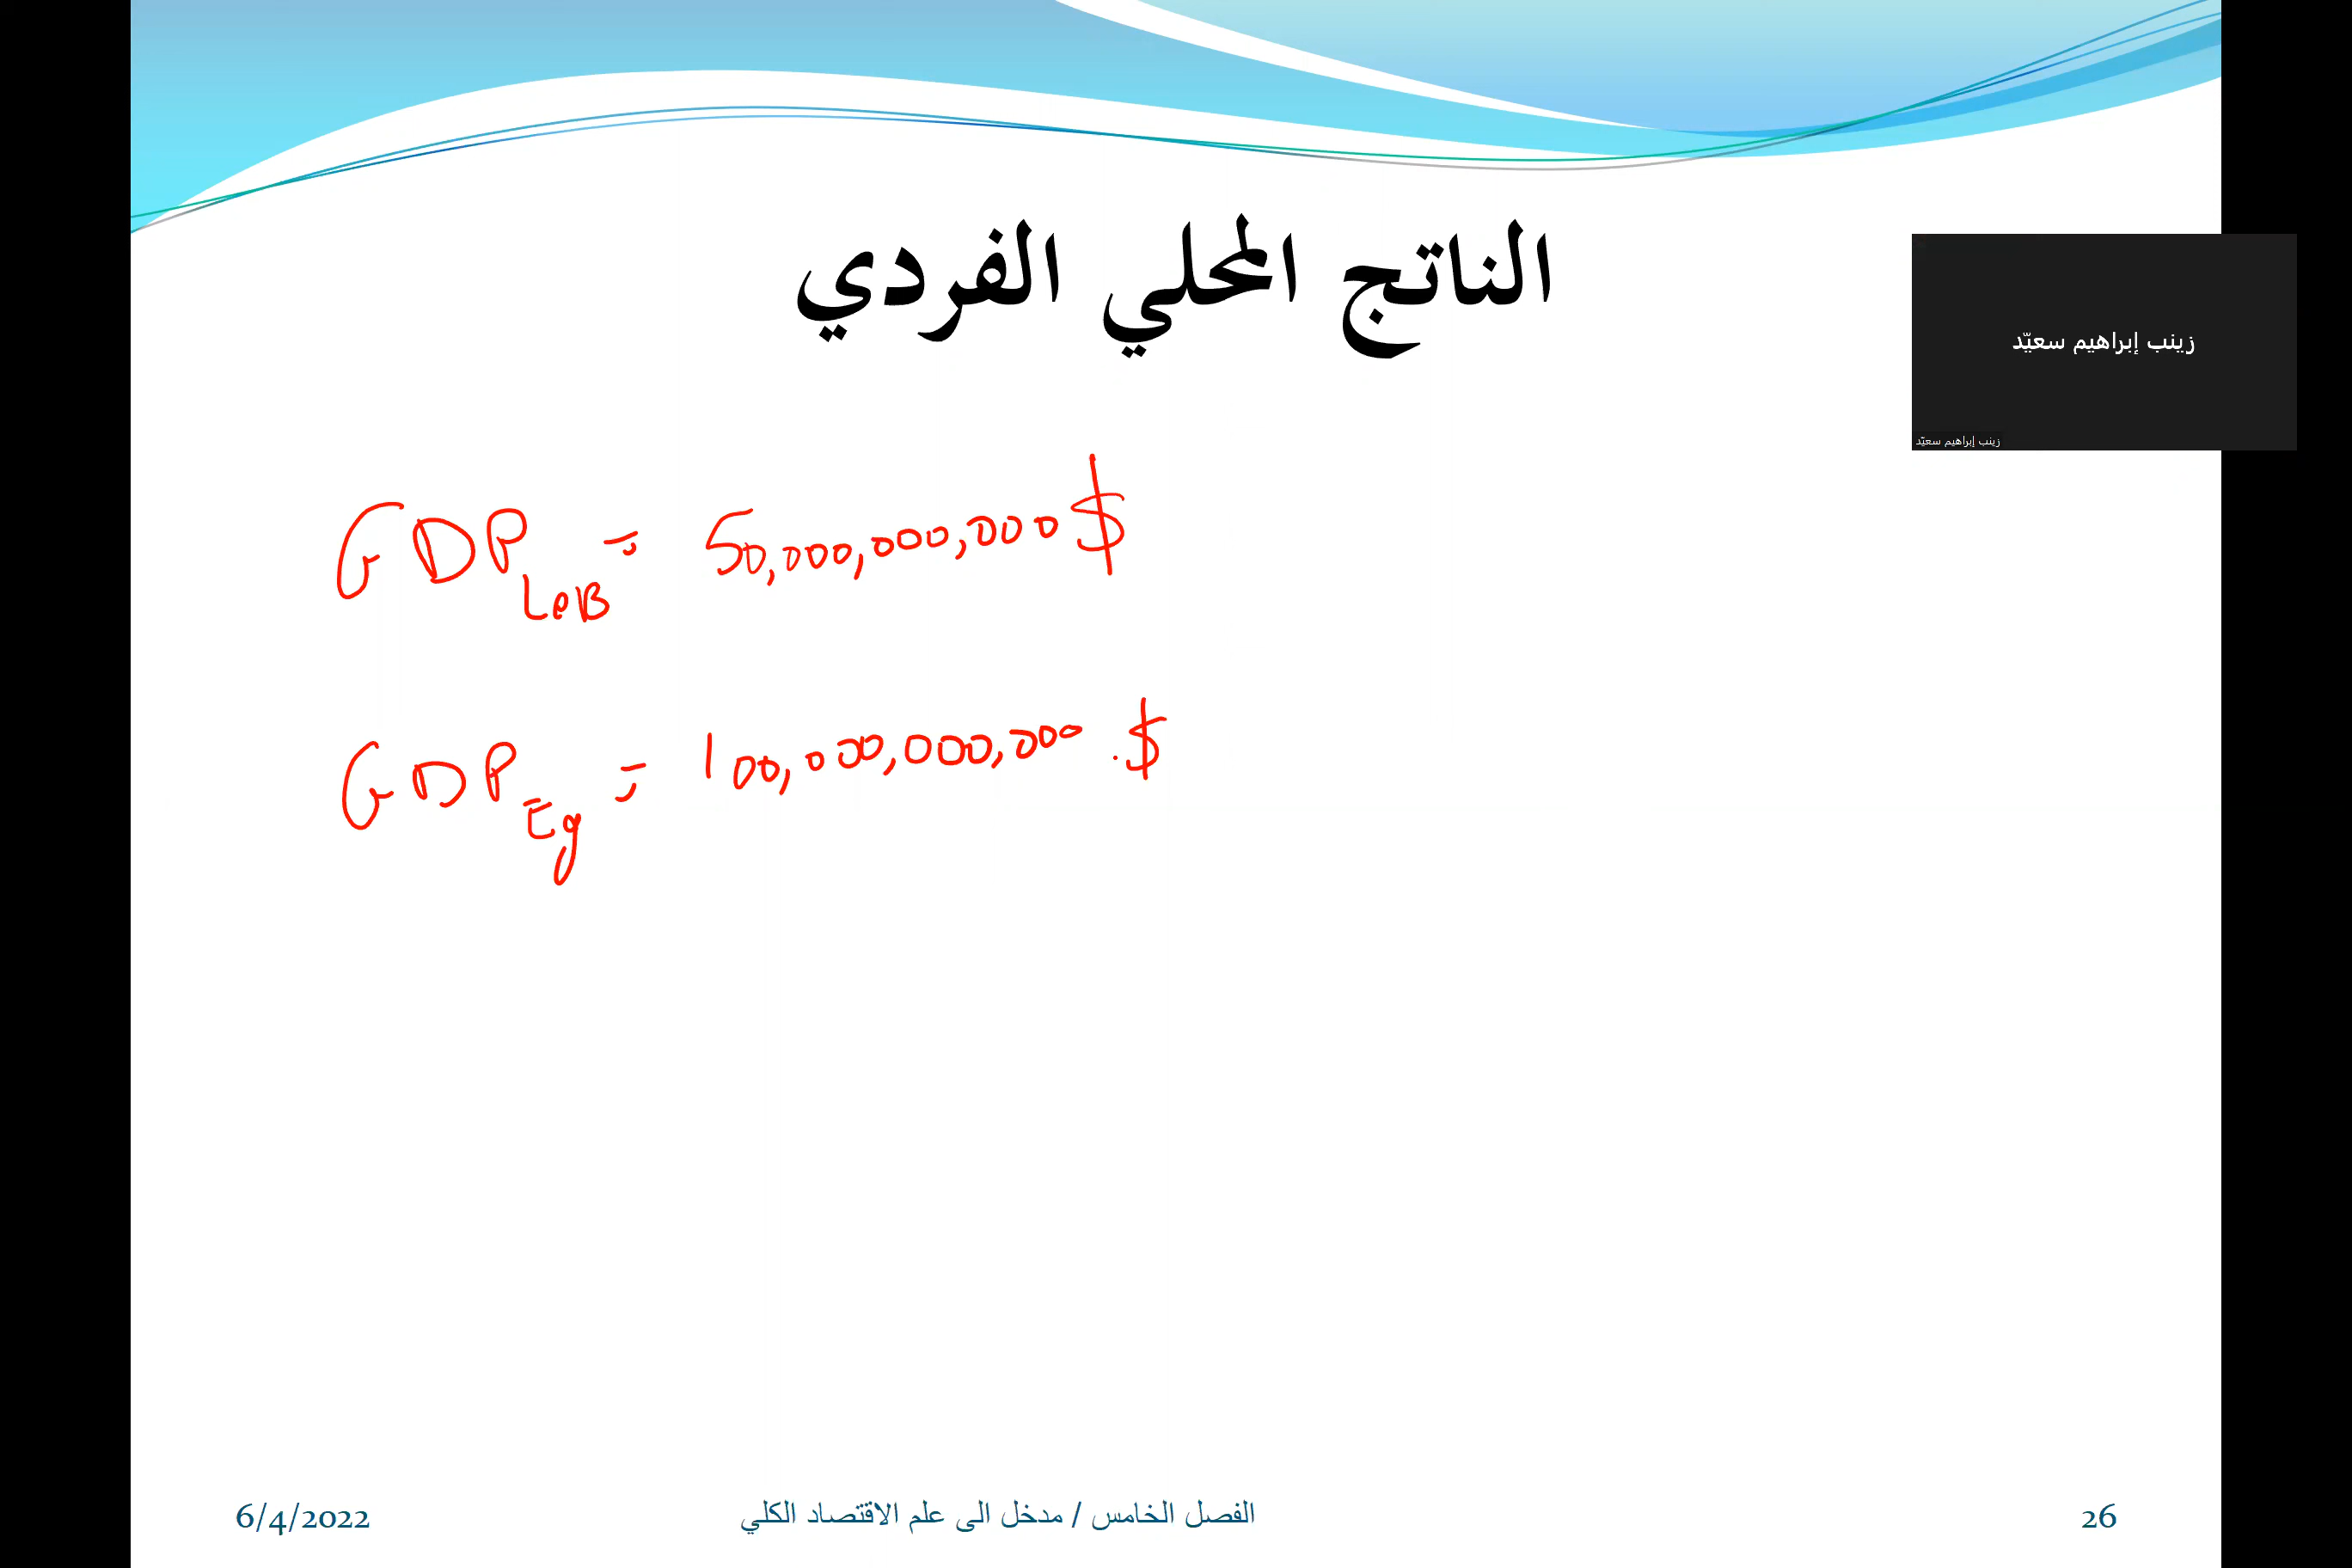 الناتج المحلي الفردي
زينب إبراهيم سعيّد
زينب إبراهيم سعيّد
GDP LEB = 50,000,000,000 $
GDP Eg = 100,000,000,000 $
6/4/2022
الفصل الخامس / مدخل الى علم الاقتصاد الكلي
26